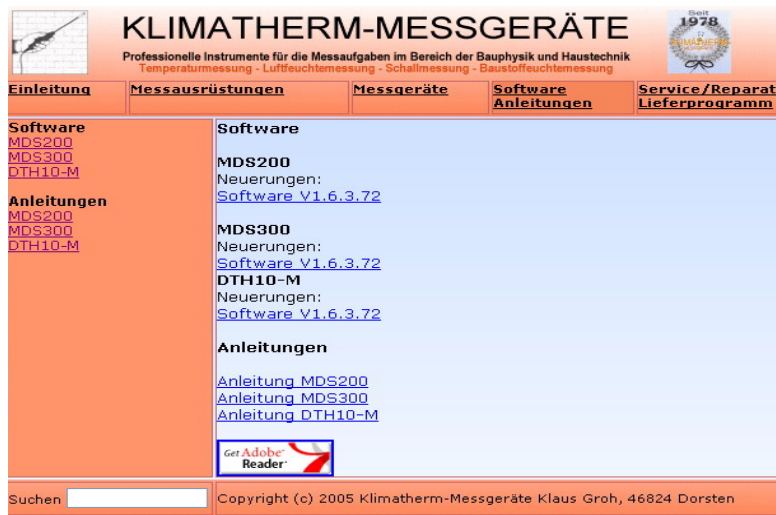 KLIMATHERM-MESSGERÄTE
Seit
1978
Professionelle Instrumente für die Messaufgaben im Bereich der Bauphysik und Haustechnik
Temperaturmessung - Luftfeuchtemessung - Schallmessung - Baustoffeuchtemessung
Einleitung
Messausrüstungen
Messgeräte
Software
Anleitungen
Service/Reparat
Lieferprogramm
Software
MDS200
MDS300
DTH10-M
Anleitungen
MDS200
MDS300
DTH10-M
Software
MDS200
Neuerungen:
Software V1.6.3.72
MDS300
Neuerungen:
Software V1.6.3.72
DTH10-M
Neuerungen:
Software V1.6.3.72
Anleitungen
Anleitung MDS200
Anleitung MDS300
Anleitung DTH10-M
Get Adobe
Reader
Suchen
Copyright (c) 2005 Klimatherm-Messgeräte Klaus Groh, 46824 Dorsten